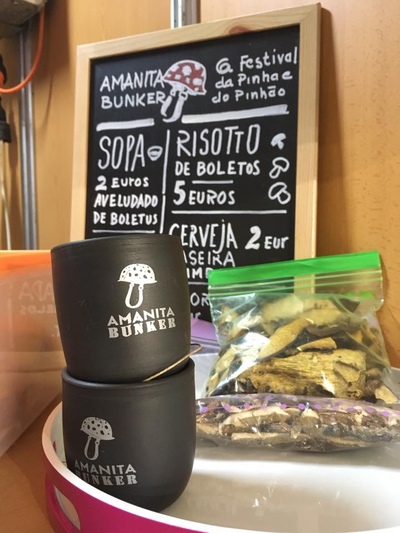 AMANITA
BUNKER
6 Festival
da Pinha e
do Pinhão
SOPA
2 EUROS
AVELUDADO
DE BOLETUS
RISOTTO
DE BOLETOS
5 EUROS
CERVEJA 2 EUR
AMANITA
BUNKER
AMANITA
BUNKER